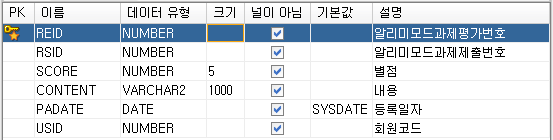 PK 이름 데이터 유형 크기 널이 아님 기본값 설명
REID NUMBER 알리미모드과제평가번호
RSID NUMBER 알리미모드과제제출번호
SCORE NUMBER 5 별점
CONTENT VARCHAR2 1000 내용
PADATE DATE SYSDATE 등록일자
USID NUMBER 회원코드